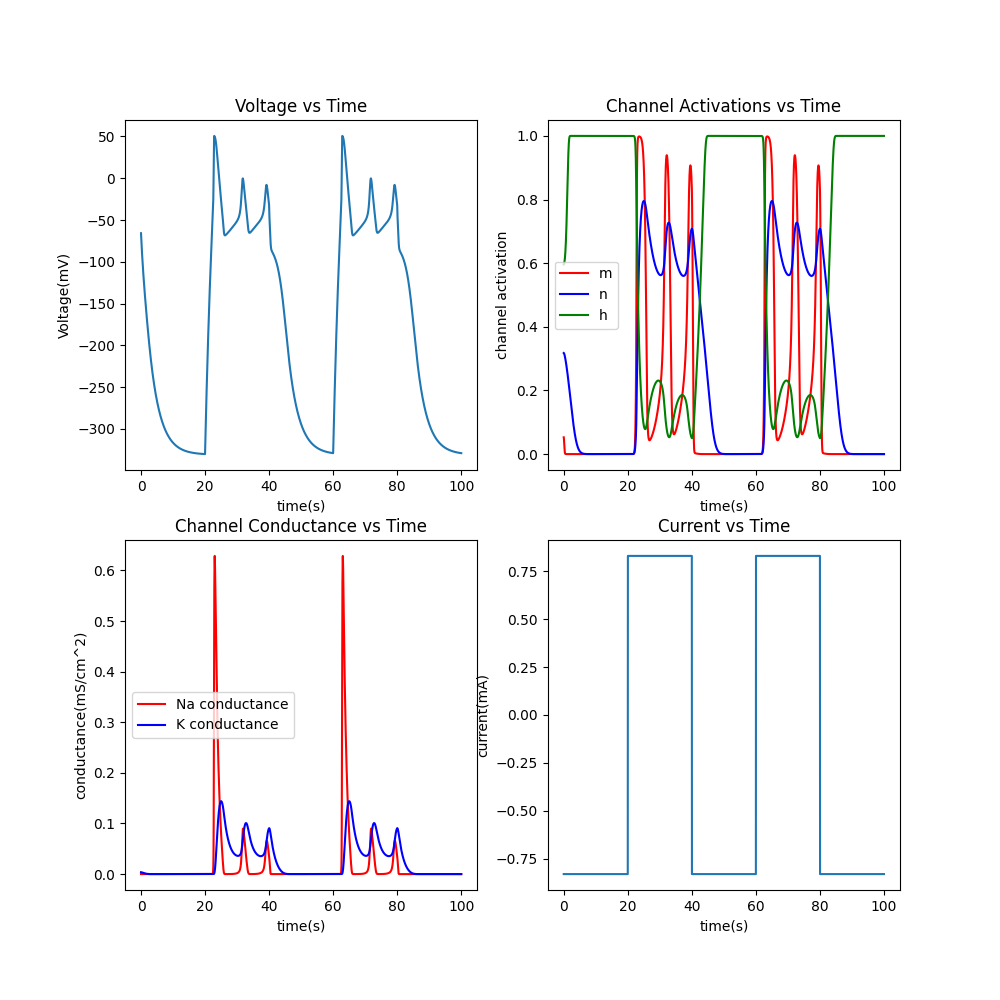 Voltage vs Time
Voltage(mV)
50
0
−50
−100
−150
−200
−250
−300
0 20 40 60 80 100
time(s)
Channel Activations vs Time
channel activation
1.0
0.8
0.6
0.4
0.2
0.0
m
n
h
0 20 40 60 80 100
time(s)
Channel Conductance vs Time
conductance(mS/cm^2)
0.6
0.5
0.4
0.3
0.2
0.1
0.0
Na conductance
K conductance
0 20 40 60 80 100
time(s)
Current vs Time
current(mA)
0.75
0.50
0.25
0.00
−0.25
−0.50
−0.75
0 20 40 60 80 100
time(s)